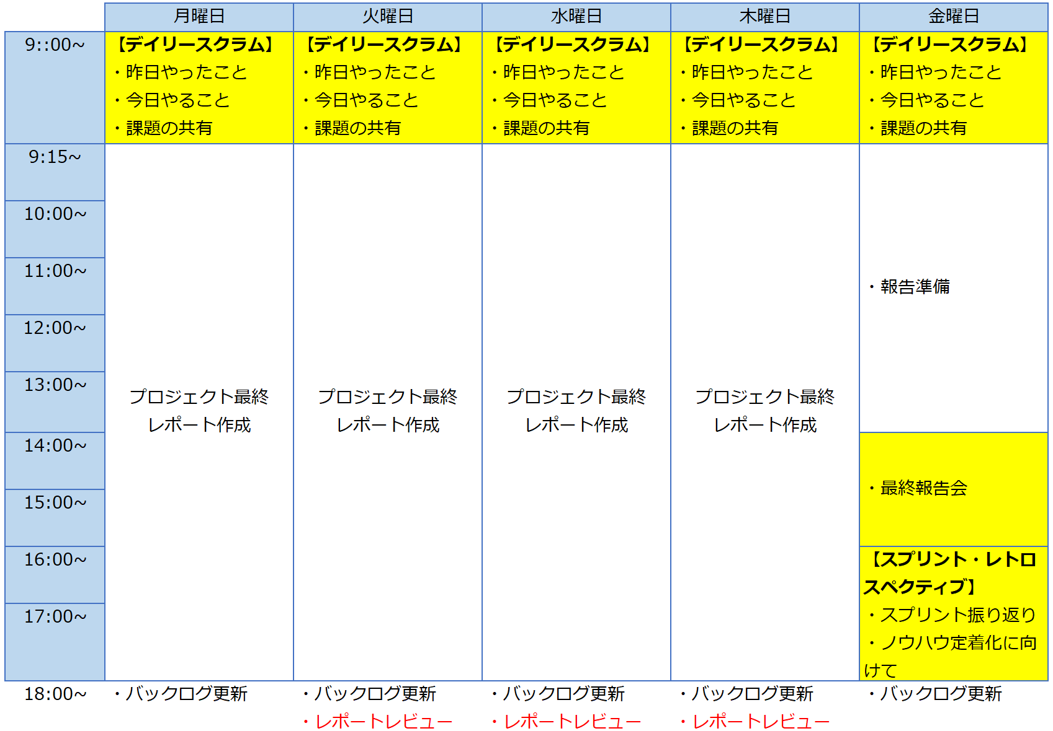 月曜日 火曜日 水曜日 木曜日 金曜日
9::00~ 【デイリースクラム】 【デイリースクラム】 【デイリースクラム】 【デイリースクラム】 【デイリースクラム】
・昨日やったこと ・昨日やったこと ・昨日やったこと ・昨日やったこと ・昨日やったこと
・今日やること ・今日やること ・今日やること ・今日やること ・今日やること
・課題の共有 ・課題の共有 ・課題の共有 ・課題の共有 ・課題の共有
9:15~
10:00~
11:00~
・報告準備
12:00~
13:00~
プロジェクト最終 プロジェクト最終 プロジェクト最終 プロジェクト最終
レポート作成 レポート作成 レポート作成 レポート作成
14:00~
・最終報告会
15:00~
16:00~ 【スプリント・レトロ
スペクティブ】
17:00~ ・スプリント振り返り
・ノウハウ定着化に向
けて
18:00~ ・バックログ更新 ・バックログ更新 ・バックログ更新 ・バックログ更新 ・バックログ更新
・レポートレビュー ・レポートレビュー ・レポートレビュー